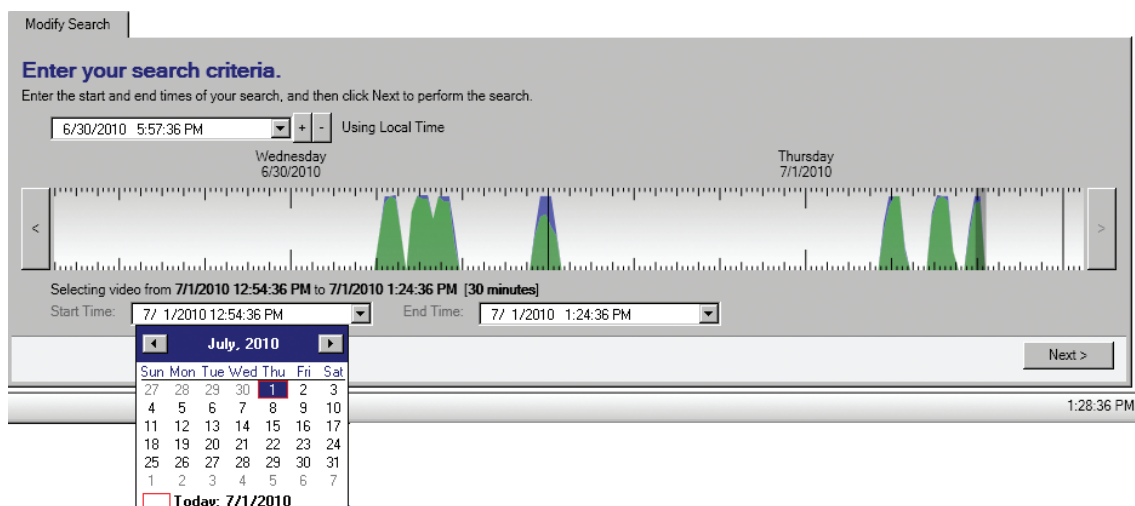 Modify Search
Enter your search criteria.
Enter the start and end times of your search, and then click Next to perform the search.
6/30/2010 5:57:36 PM + - Using Local Time
Wednesday Thursday
6/30/2010 7/1/2010
< >
Selecting video from 7/1/2010 12:54:36 PM to 7/1/2010 1:24:36 PM [30 minutes]
Start Time: 7/ 1/2010 12:54:36 PM End Time: 7/ 1/2010 1:24:36 PM
July, 2010
Next >
Sun Mon Tue Wed Thu Fri Sat
27 28 29 30 1 2 3
4 5 6 7 8 9 10
1:28:36 PM
11 12 13 14 15 16 17
18 19 20 21 22 23 24
25 26 27 28 29 30 31
1 2 3 4 5 6 7
Today: 7/1/2010